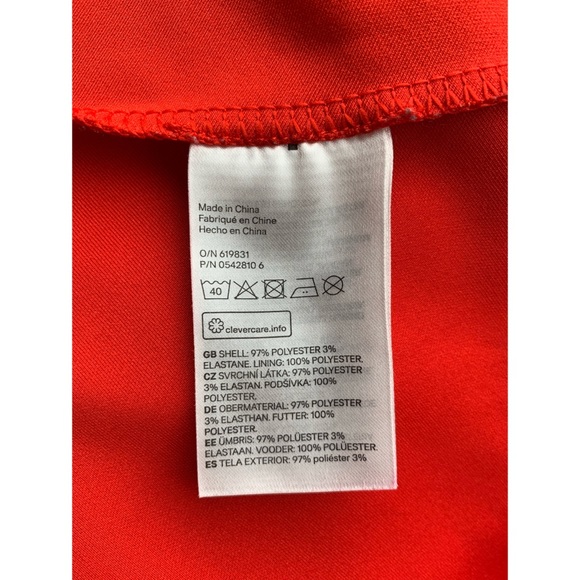 Made in China
Fabriqué en Chine
Hecho en China
O/N 619831
P/N 0542810 6
40
clevercare.info
GB SHELL: 97% POLYESTER 3%
ELASTANE. LINING: 100% POLYESTER.
CZ SVRCHNÍ LÁTKA: 97% POLYESTER
3% ELASTAN. PODŠÍVKA: 100%
POLYESTER.
DE OBERMATERIAL: 97% POLYESTER
3% ELASTHAN. FUTTER: 100%
POLYESTER.
EE ÜMBRIS: 97% POLÜESTER 3%
ELASTAAN. VOODER: 100% POLÜESTER.
ES TELA EXTERIOR: 97% poliéster 3%